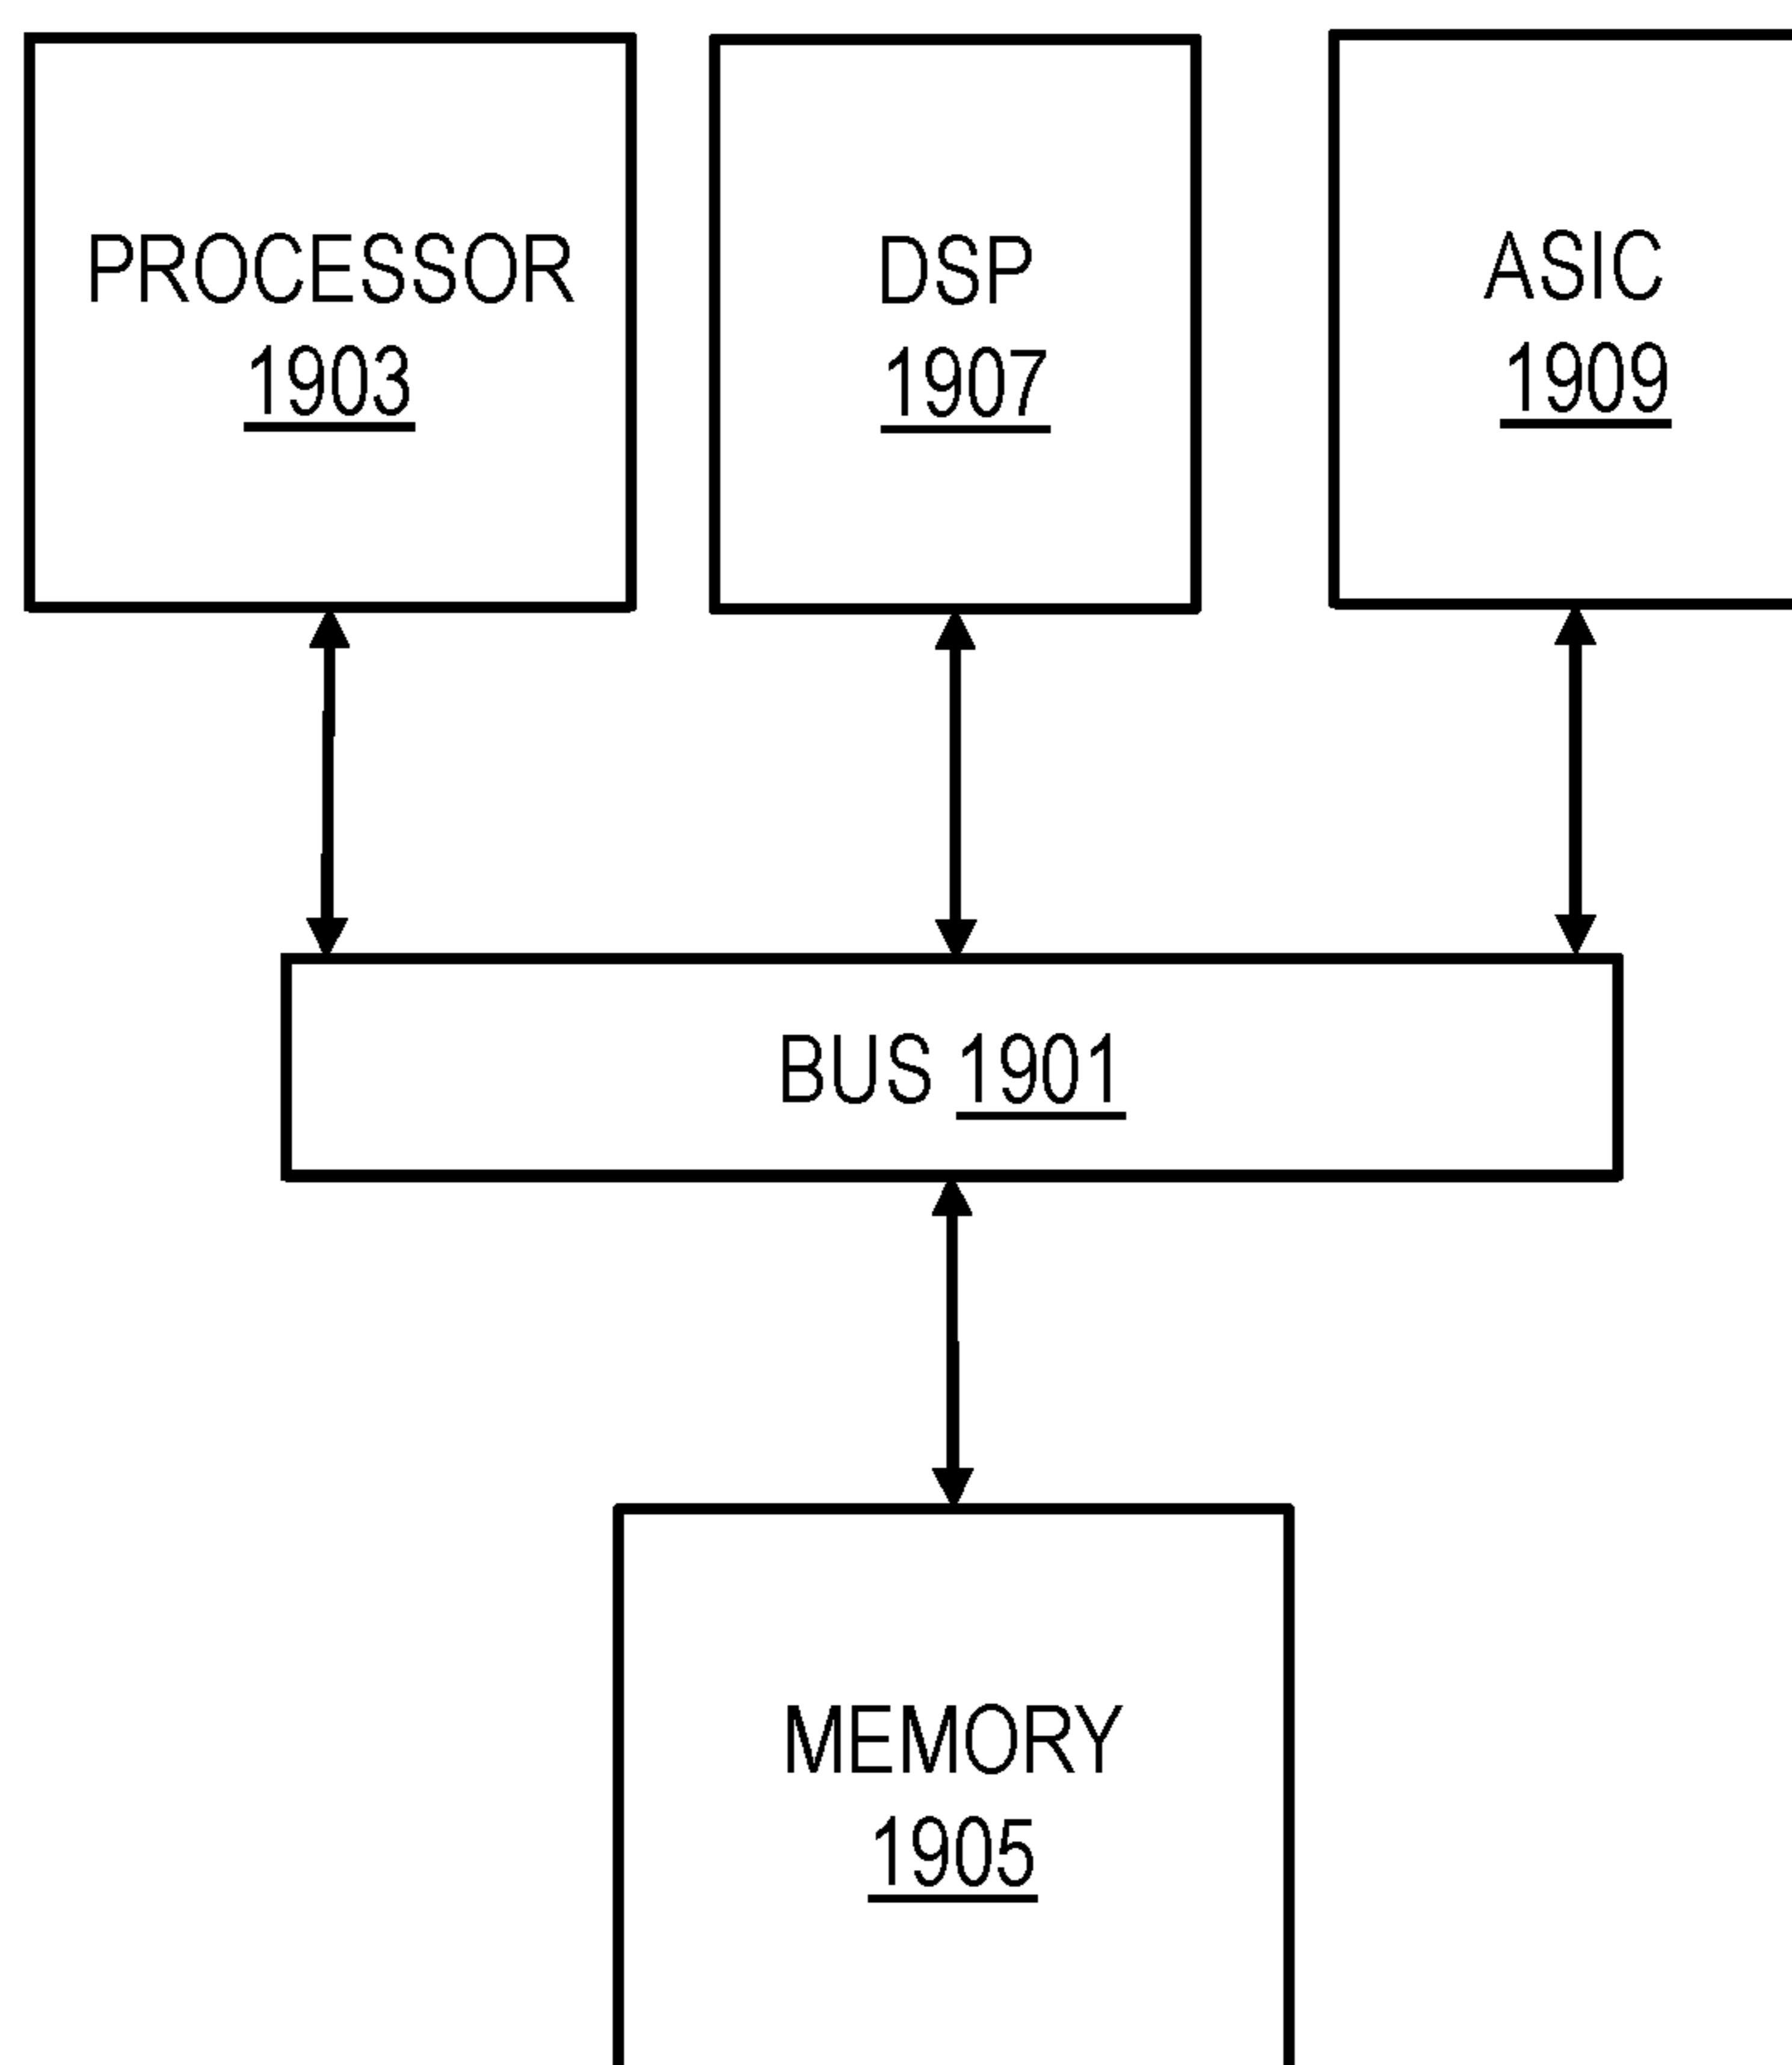 PROCESSOR
1903
DSP
1907
ASIC
1909
BUS 1901
MEMORY
1905